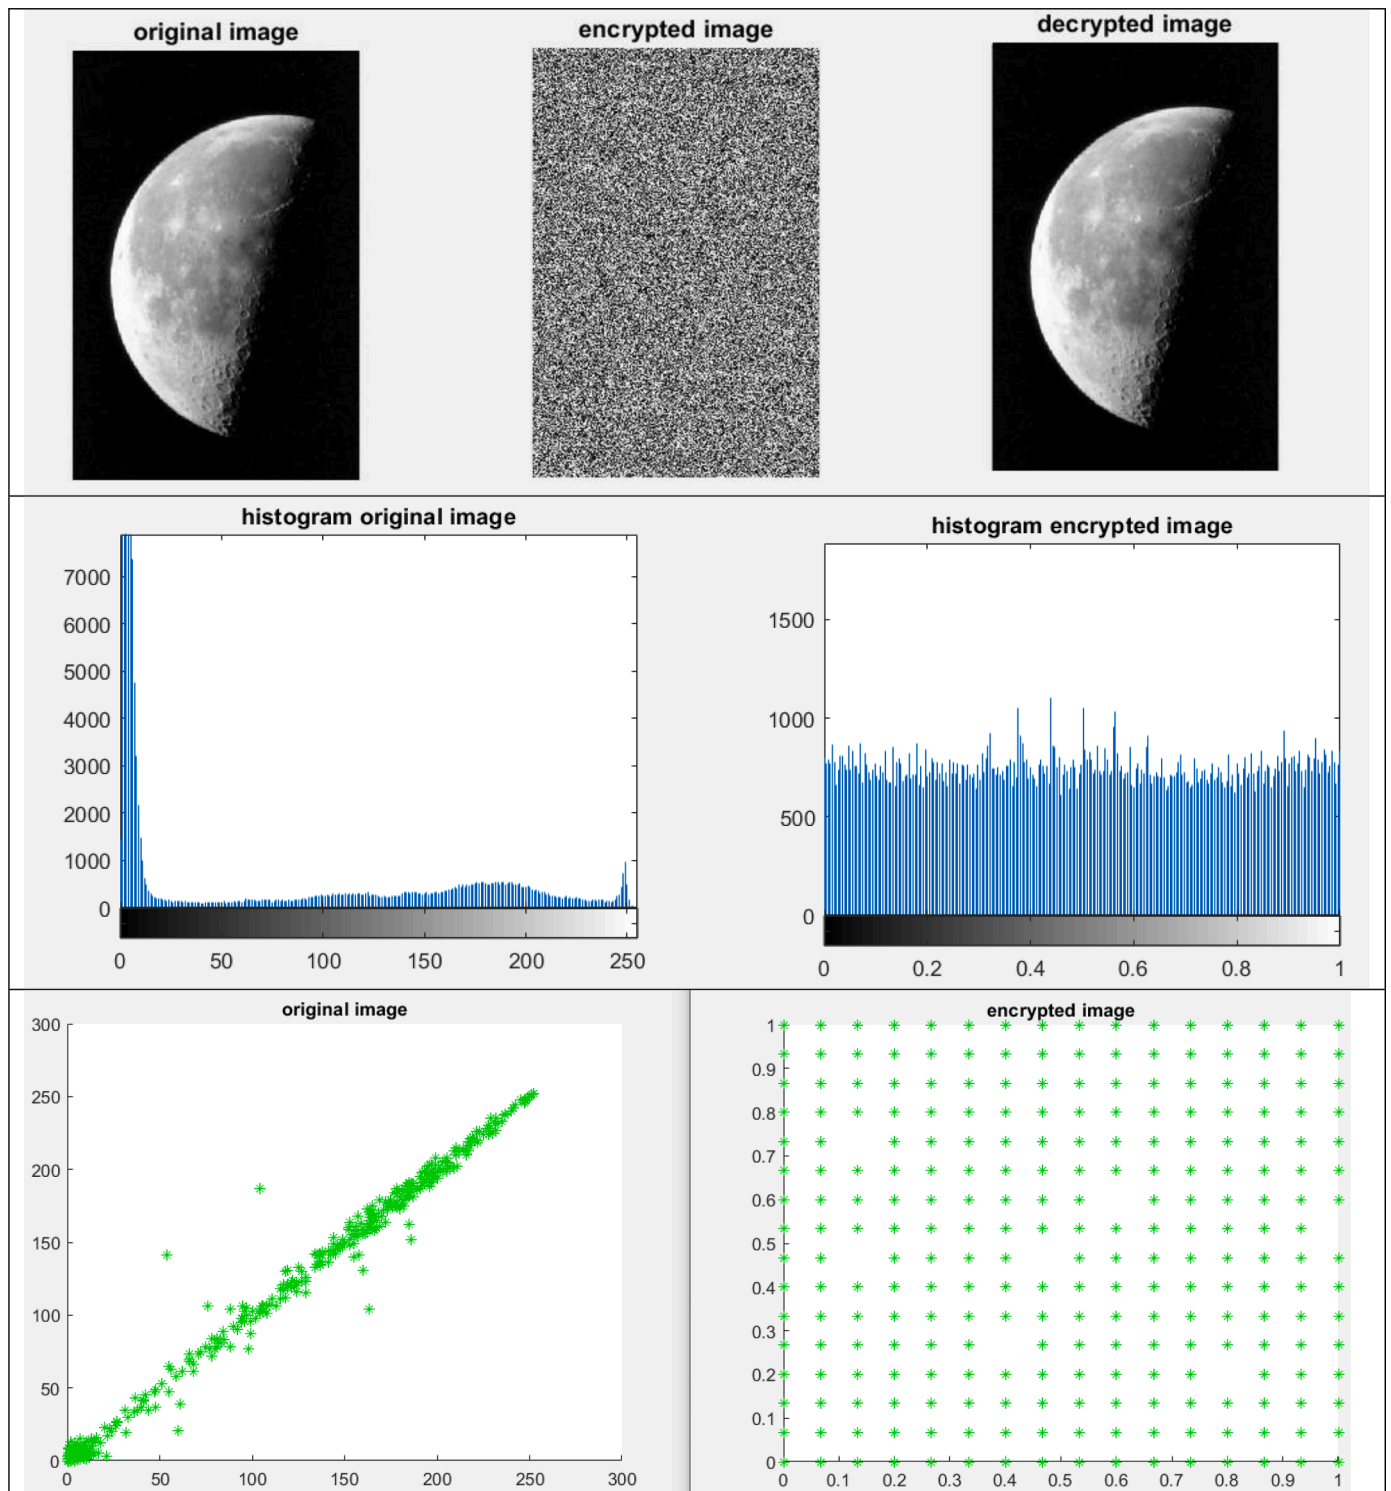 original image
encrypted image
decrypted image
histogram original image
7000
6000
5000
4000
3000
2000
1000
0
0 50 100 150 200 250
histogram encrypted image
1500
1000
500
0
0 0.2 0.4 0.6 0.8 1
original image
300
250
200
150
100
50
0
0 50 100 150 200 250 300
encrypted image
1
0.9
0.8
0.7
0.6
0.5
0.4
0.3
0.2
0.1
0
0 0.1 0.2 0.3 0.4 0.5 0.6 0.7 0.8 0.9 1